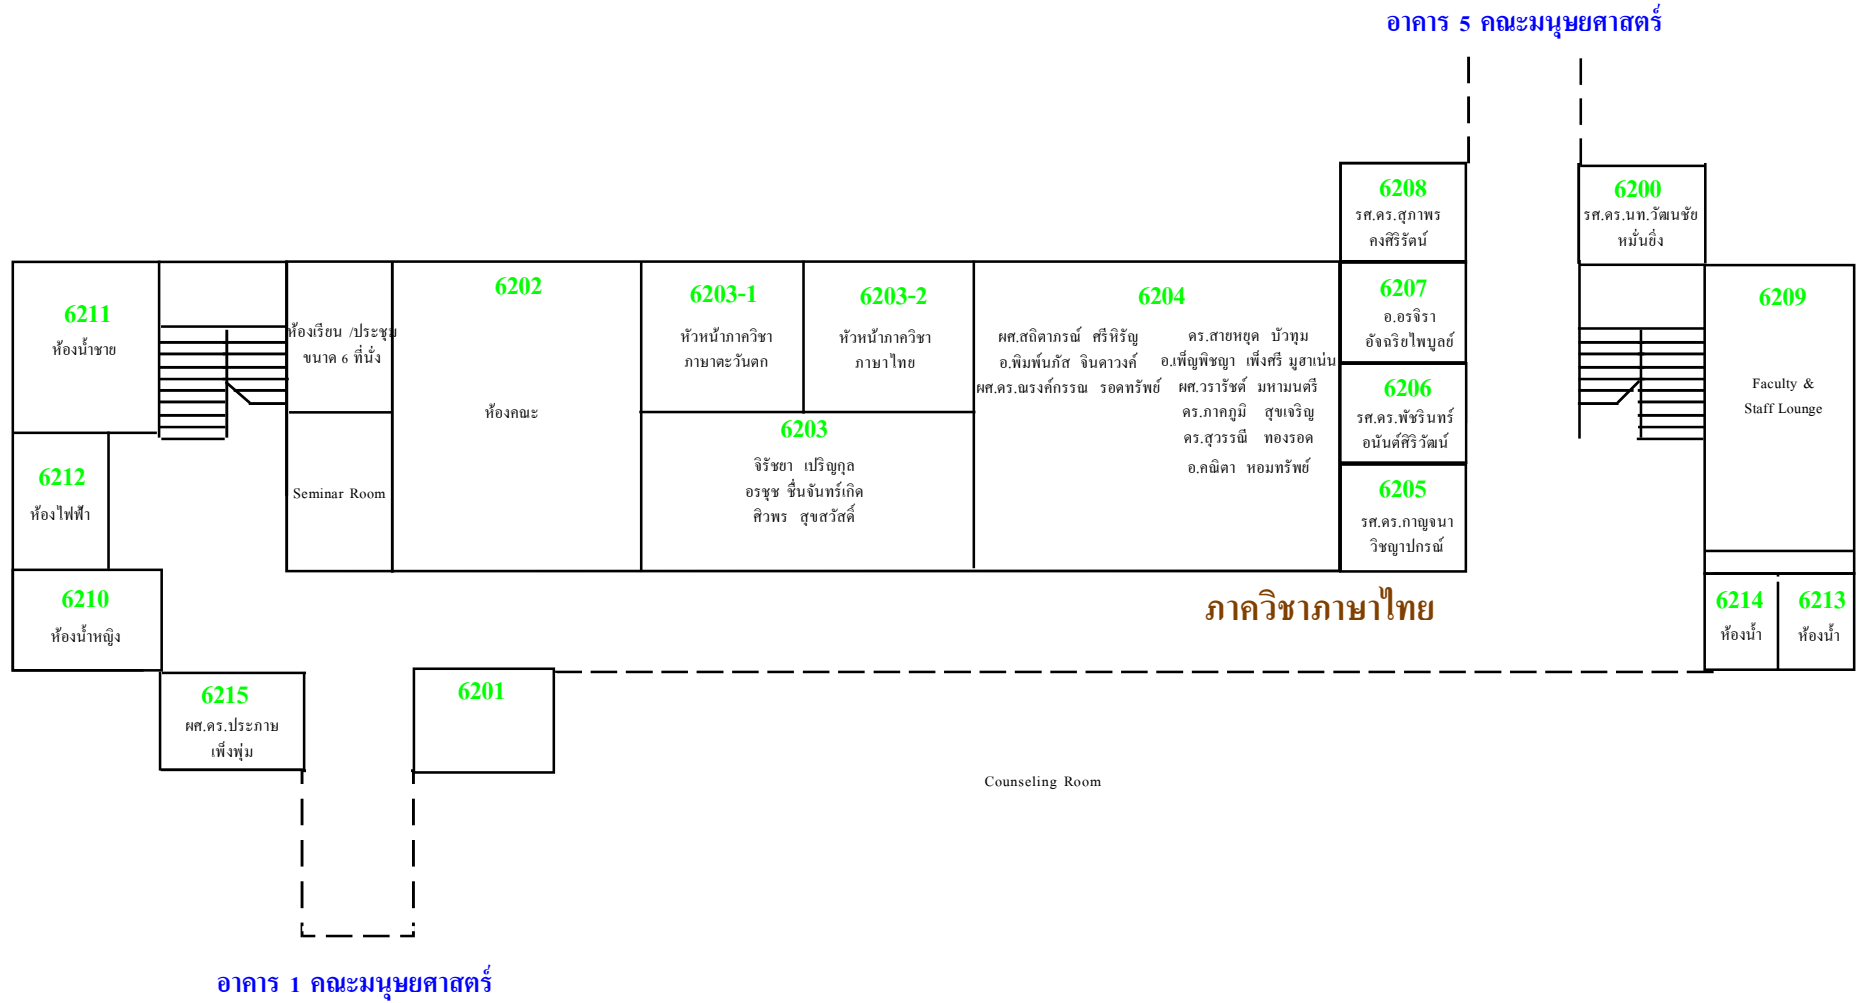 อาคาร 5 คณะมนุษยศาสตร์
6208
รศ.ดร.สุภาพร
คงศิริรัตน์
6200
รศ.ดร.นท.วัฒนชัย
หมั่นยิ่ง
6211
ห้องน้ำชาย
ห้องเรียน /ประชุม
ขนาด 6 ที่นั่ง
6202
ห้องคณะ
6203-1
หัวหน้าภาควิชา
ภาษาตะวันตก
6203-2
หัวหน้าภาควิชา
ภาษาไทย
6204
ผศ.สถิตาภรณ์ ศรีหิรัญ
อ.พิมพ์นภัส จินดาวงค์
ผศ.ดร.ณรงค์กรรณ รอดทรัพย์
ดร.สายหยุด บัวทุม
อ.เพ็ญพิชญา เพ็งศรี มูฮาเน่น
ผศ.วรารัชต์ มหามนตรี
ดร.ภาคภูมิ สุขเจริญ
ดร.สุวรรณี ทองรอด
อ.คณิตา หอมทรัพย์
6207
อ.อรจิรา
อัจฉริยไพบูลย์
6206
รศ.ดร.พัชรินทร์
อนันต์ศิริวัฒน์
6205
รศ.ดร.กาญจนา
วิชญาปกรณ์
6209
Faculty &
Staff Lounge
6203
จิรัชยา เปริญกุล
อรชุช ชื่นจันทร์เกิด
ศิวพร สุขสวัสดิ์
6212
ห้องไฟฟ้า
Seminar Room
6210
ห้องน้ำหญิง
ภาควิชาภาษาไทย
6214
ห้องน้ำ
6213
ห้องน้ำ
6215
ผศ.ดร.ประภาษ
เพ็งพุ่ม
6201
Counseling Room
อาคาร 1 คณะมนุษยศาสตร์